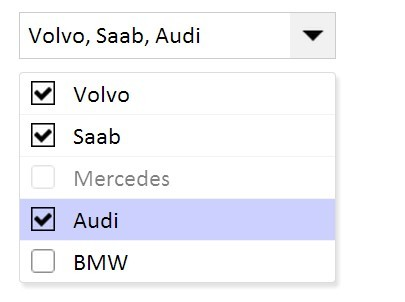 Volvo, Saab, Audi
Volvo
Saab
Mercedes
Audi
BMW